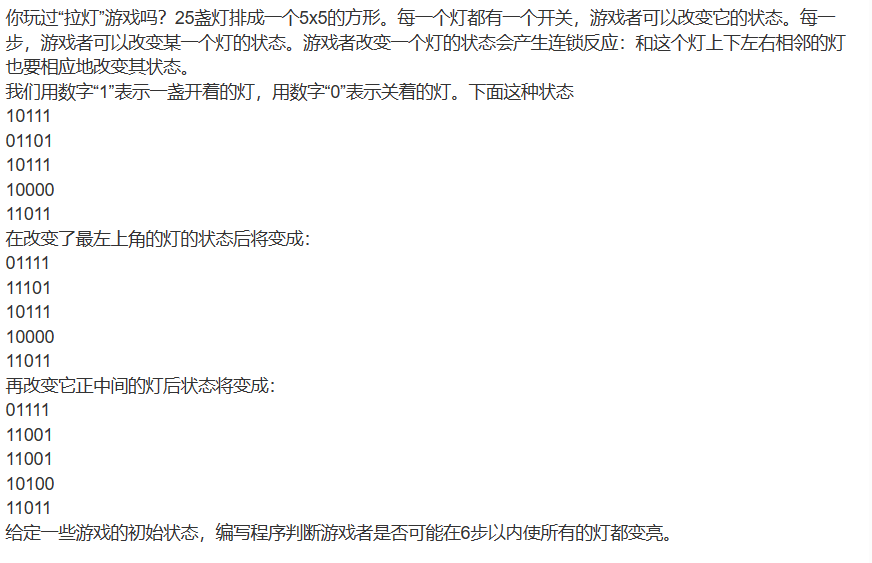 你玩过“拉灯”游戏吗？25盏灯排成一个5x5的方形。每一个灯都有一个开关，游戏者可以改变它的状态。每一
步，游戏者可以改变某一个灯的状态。游戏者改变一个灯的状态会产生连锁反应：和这个灯上下左右相邻的灯
也要相应地改变其状态。
我们用数字“1”表示一盏开着的灯，用数字“0”表示关着的灯。下面这种状态
10111
01101
10111
10000
11011
在改变了最左上角的灯的状态后将变成：
01111
11101
10111
10000
11011
再改变它正中间的灯后状态将变成：
01111
11001
11001
10100
11011
给定一些游戏的初始状态，编写程序判断游戏者是否可能在6步以内使所有的灯都变亮。